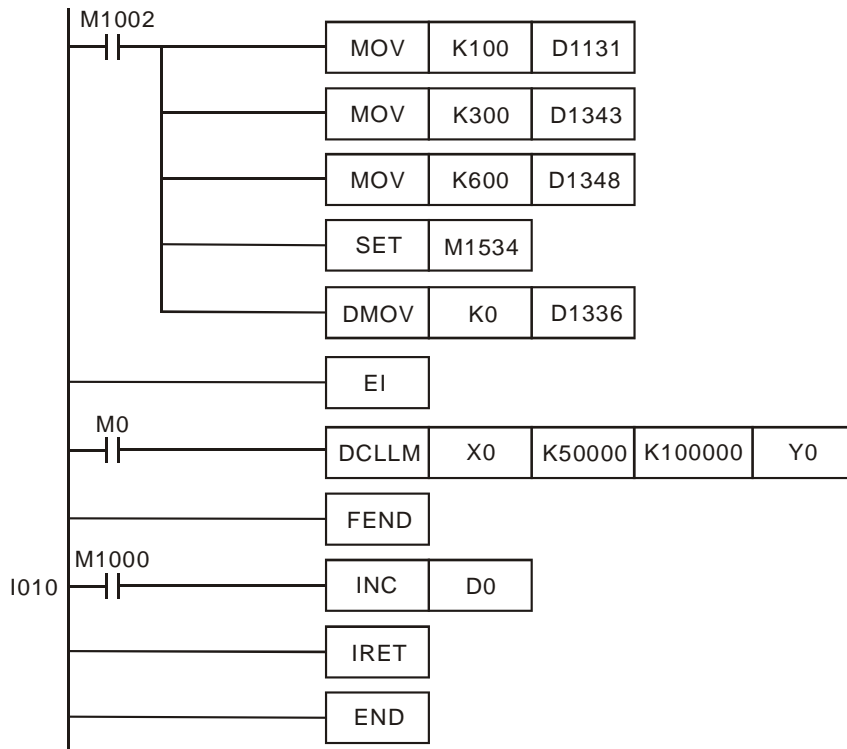 M1002
MOV K100 D1131
MOV K300 D1343
MOV K600 D1348
SET M1534
DMOV K0 D1336
EI
M0
DCLLM X0 K50000 K100000 Y0
FEND
M1000
I010 INC D0
IRET
END